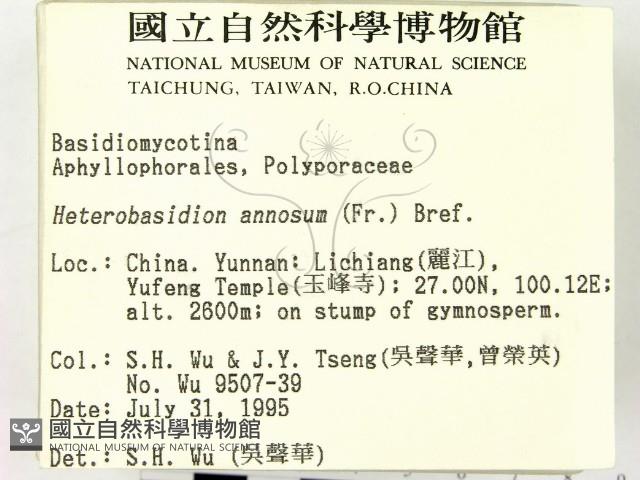 國立自然科學博物館
NATIONAL MUSEUM OF NATURAL SCIENCE
TAICHUNG, TAIWAN, R.O.CHINA
Basidiomycotina
Aphyllophorales, Polyporaceae
Heterobasidion annosum (Fr.) Bref.
Loc.: China. Yunnan: Lichiang(麗江),
Yufeng Temple(玉峰寺); 27.00N, 100.12E;
alt. 2600m; on stump of gymnosperm.
Col.: S.H. Wu & J.Y. Tseng(吳聲華,曾榮英)
No. Wu 9507-39
Date: July 31, 1995
國立自然科學博物館
NATIONAL MUSEUM OF NATURAL SCIENCE
Det.: S.H. Wu (吳聲華)